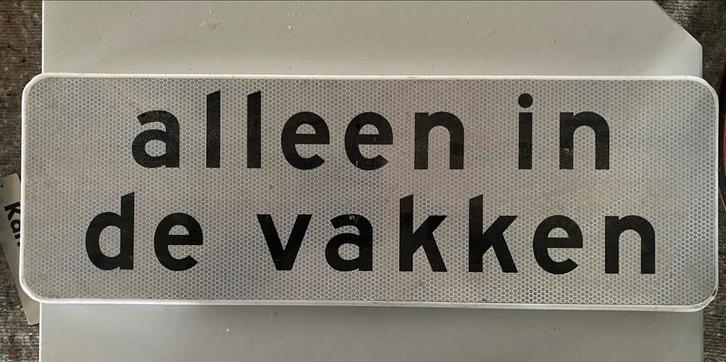 alleen in
de vakken